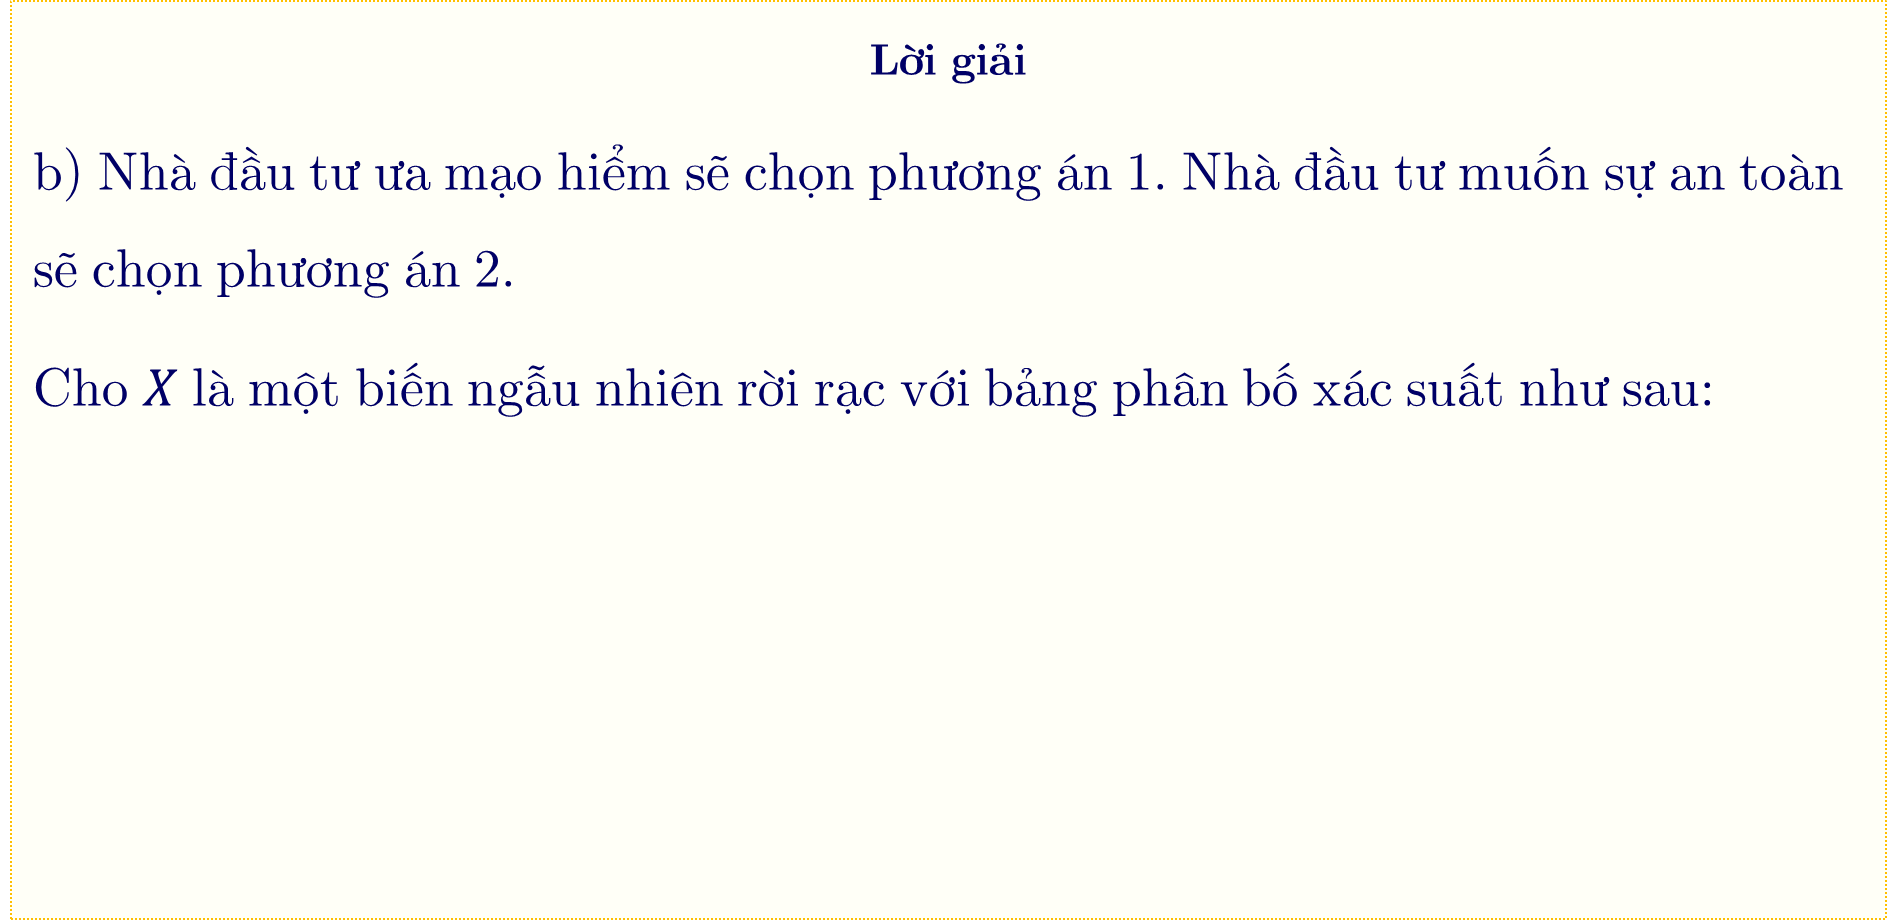 Lời giải
b) Nhà đầu tư ưa mạo hiểm sẽ chọn phương án 1. Nhà đầu tư muốn sự an toàn
sẽ chọn phương án 2.
Cho X là một biến ngẫu nhiên rời rạc với bảng phân bố xác suất như sau: